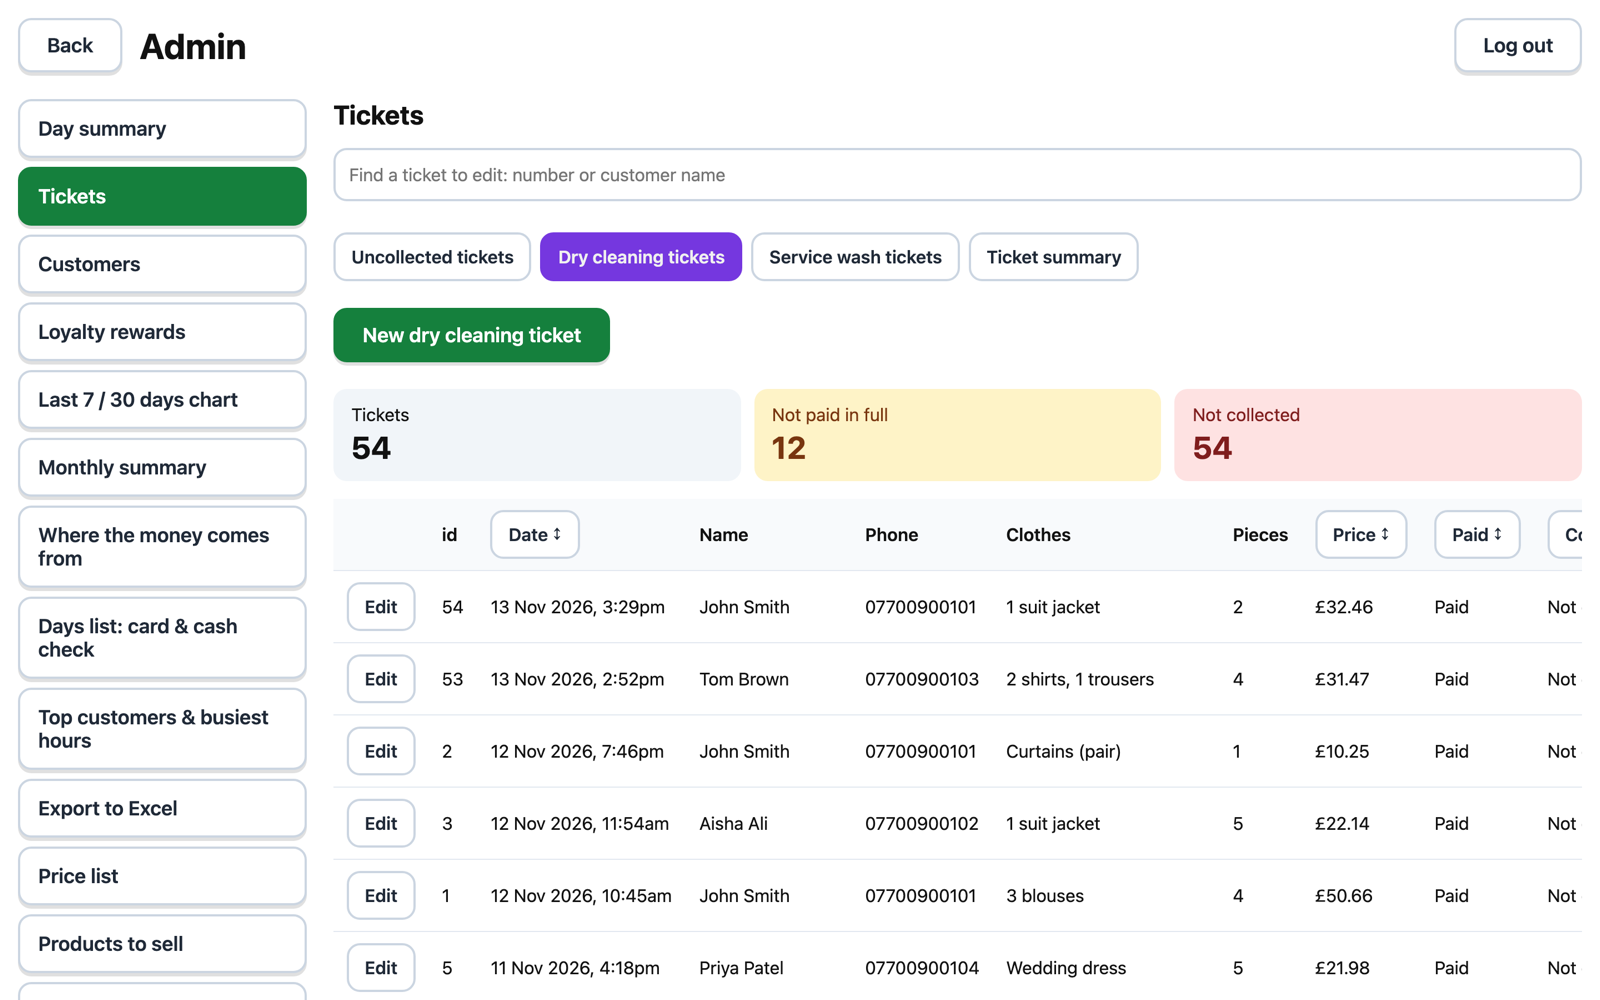 Back
Admin
Log out
Day summary
Tickets
Customers
Loyalty rewards
Last 7 / 30 days chart
Monthly summary
Where the money comes
from
Days list: card & cash
check
Top customers & busiest
hours
Export to Excel
Price list
Products to sell
Tickets
Find a ticket to edit: number or customer name
Uncollected tickets
Dry cleaning tickets
Service wash tickets
Ticket summary
New dry cleaning ticket
Tickets
54
Not paid in full
12
Not collected
54
id Date ↕ Name Phone Clothes Pieces Price ↕ Paid ↕
Edit 54 13 Nov 2026, 3:29pm John Smith 07700900101 1 suit jacket 2 £32.46 Paid Not
Edit 53 13 Nov 2026, 2:52pm Tom Brown 07700900103 2 shirts, 1 trousers 4 £31.47 Paid Not
Edit 2 12 Nov 2026, 7:46pm John Smith 07700900101 Curtains (pair) 1 £10.25 Paid Not
Edit 3 12 Nov 2026, 11:54am Aisha Ali 07700900102 1 suit jacket 5 £22.14 Paid Not
Edit 1 12 Nov 2026, 10:45am John Smith 07700900101 3 blouses 4 £50.66 Paid Not
Edit 5 11 Nov 2026, 4:18pm Priya Patel 07700900104 Wedding dress 5 £21.98 Paid Not